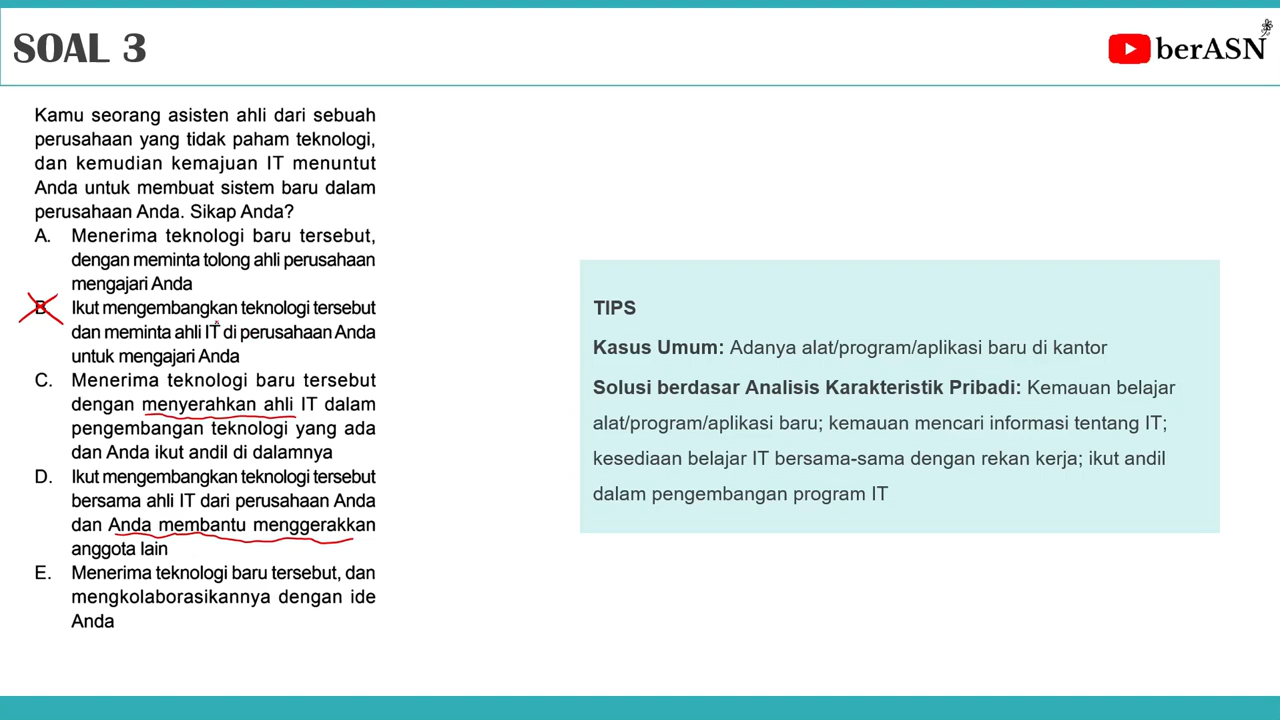 SOAL 3
berASN
Kamu seorang asisten ahli dari sebuah
perusahaan yang tidak paham teknologi,
dan kemudian kemajuan IT menuntut
Anda untuk membuat sistem baru dalam
perusahaan Anda. Sikap Anda?
A. Menerima teknologi baru tersebut,
dengan meminta tolong ahli perusahaan
mengajari Anda
B. Ikut mengembangkan teknologi tersebut
dan meminta ahli IT di perusahaan Anda
untuk mengajari Anda
C. Menerima teknologi baru tersebut
dengan menyerahkan ahli IT dalam
pengembangan teknologi yang ada
dan Anda ikut andil di dalamnya
D. Ikut mengembangkan teknologi tersebut
bersama ahli IT dari perusahaan Anda
dan Anda membantu menggerakkan
anggota lain
E. Menerima teknologi baru tersebut, dan
mengkolaborasikannya dengan ide
Anda
TIPS
Kasus Umum: Adanya alat/program/aplikasi baru di kantor
Solusi berdasar Analisis Karakteristik Pribadi: Kemauan belajar
alat/program/aplikasi baru; kemauan mencari informasi tentang IT;
kesediaan belajar IT bersama-sama dengan rekan kerja; ikut andil
dalam pengembangan program IT